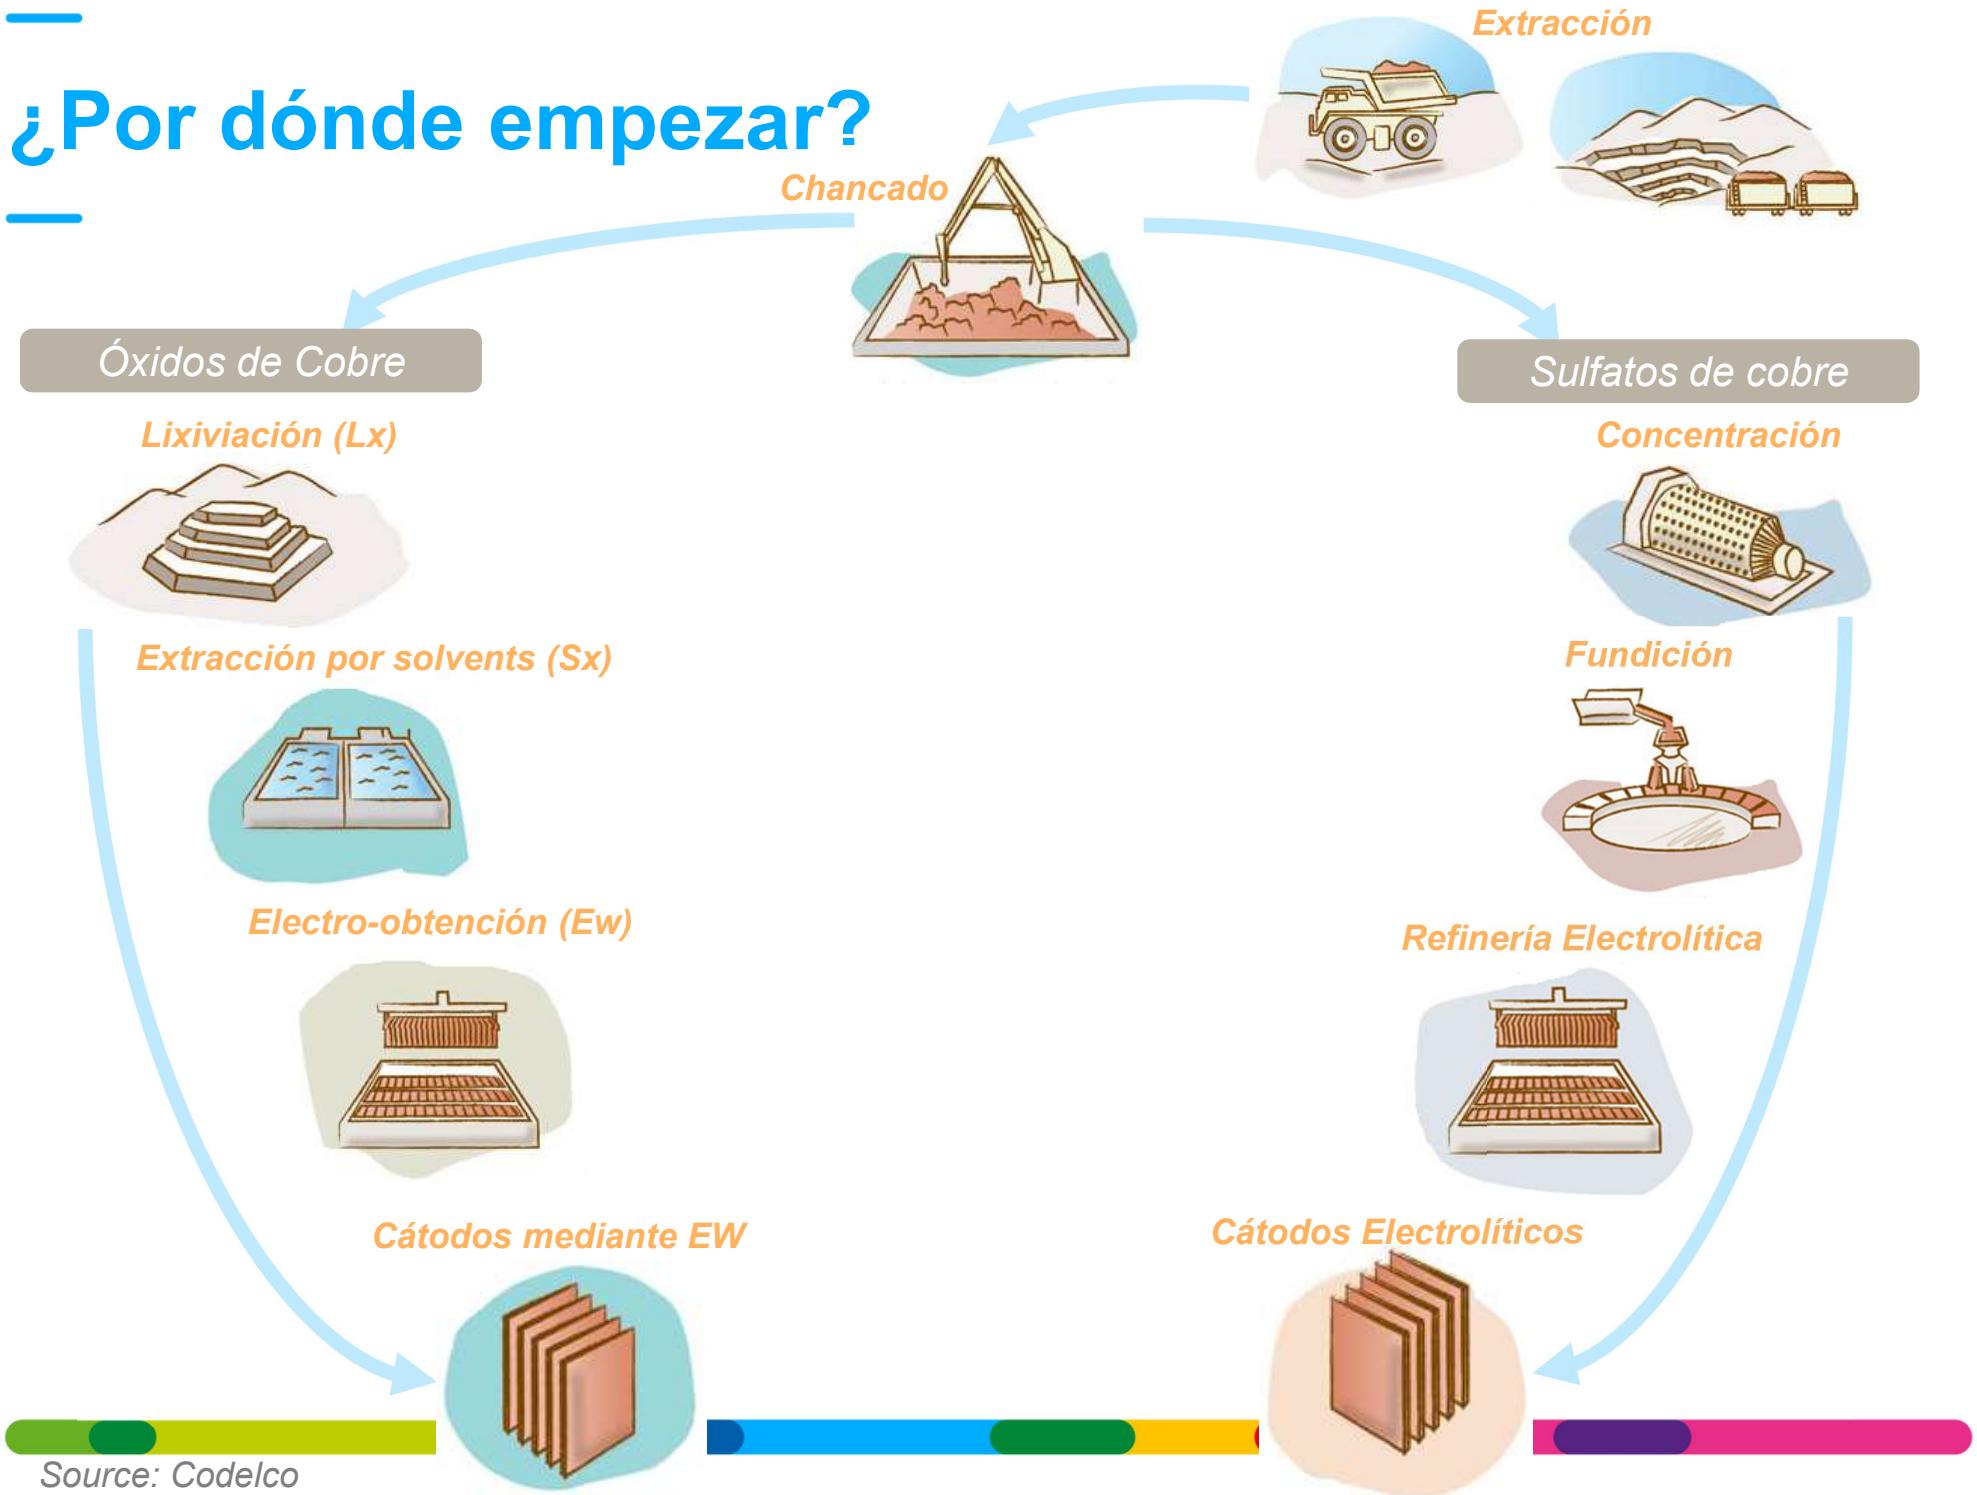 Extracción
¿Por dónde empezar?
Chancado
Óxidos de Cobre
Sulfatos de cobre
Lixiviación (Lx)
Concentración
Extracción por solvents (Sx)
Fundición
Electro-obtención (Ew)
Refinería Electrolítica
Cátodos mediante EW
Cátodos Electrolíticos
Source: Codelco